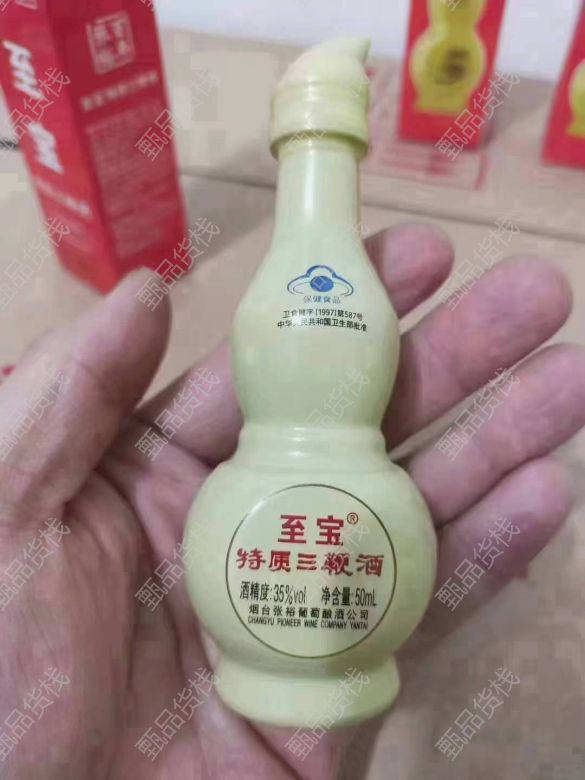 保健食品
卫食健字[1997]第587号
中华人民共和国卫生部批准
至宝®
特质三鞭酒
酒精度:35%vol 净含量:50mL
烟台张裕葡萄酿酒公司
CHANGYU PIONEER WINE COMPANY YANTAI
甄品货栈